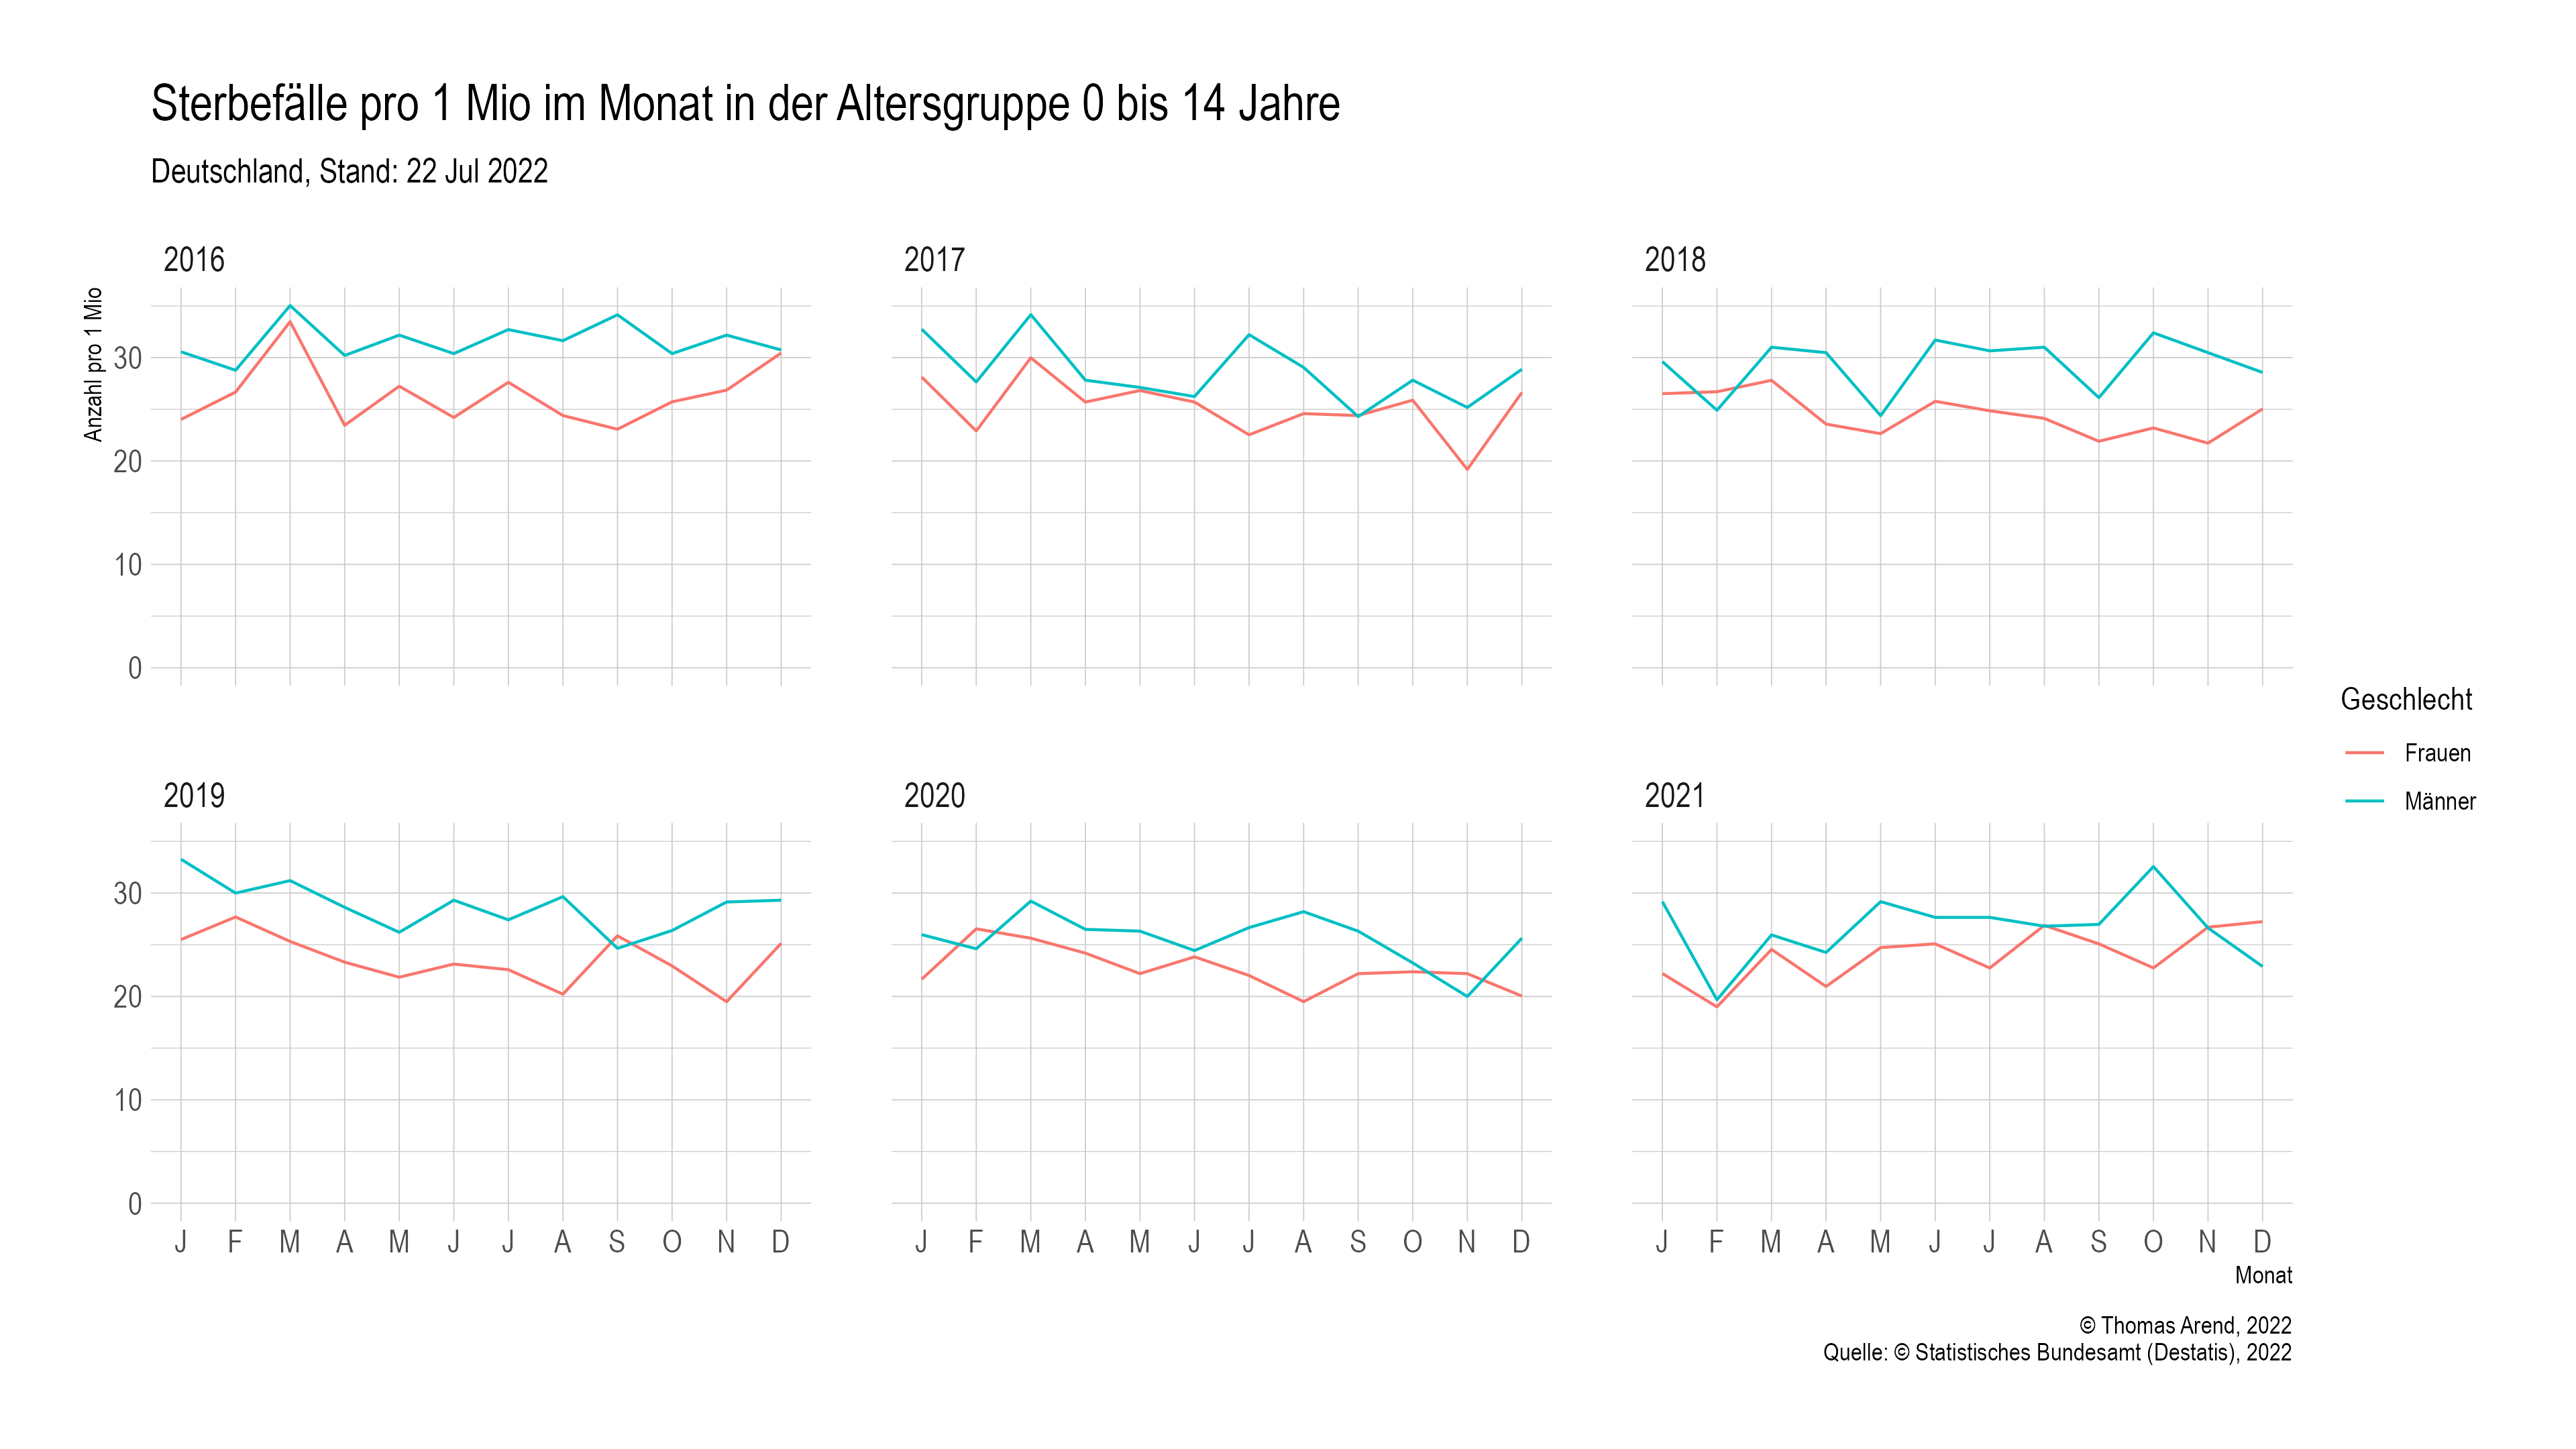 Sterbefälle pro 1 Mio im Monat in der Altersgruppe 0 bis 14 Jahre
Deutschland, Stand: 22 Jul 2022
2016
2017
2018
Anzahl pro 1 Mio
30
20
10
0
Geschlecht
Frauen
Männer
2019
2020
2021
30
20
10
0
J F M A M J J A S O N D
J F M A M J J A S O N D
J F M A M J J A S O N D
Monat
© Thomas Arend, 2022
Quelle: © Statistisches Bundesamt (Destatis), 2022